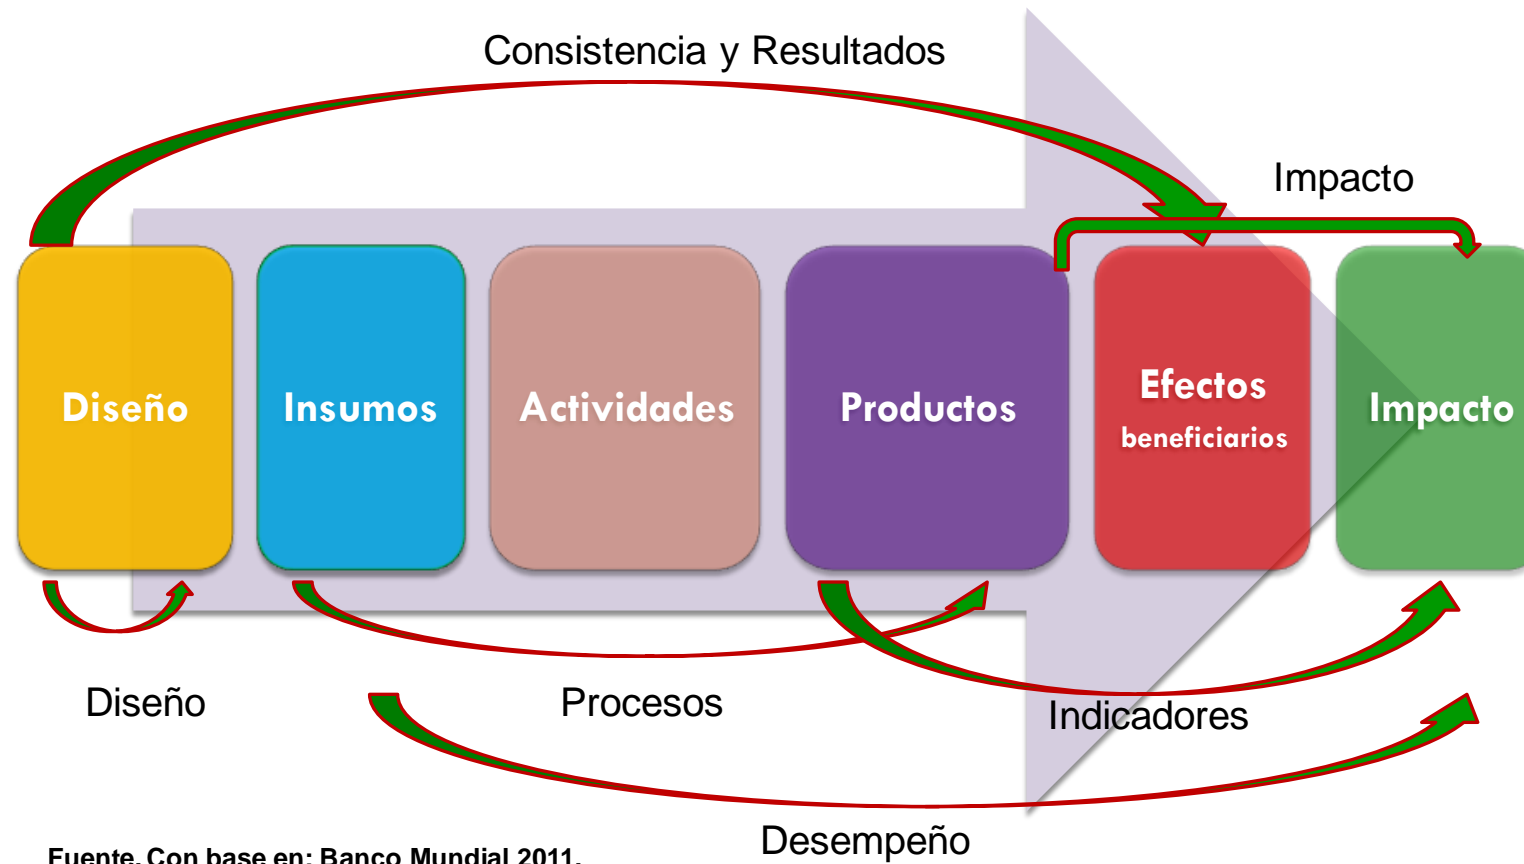 Consistencia y Resultados
Impacto
Diseño
Insumos
Actividades
Productos
Efectos
beneficiarios
Impacto
Diseño
Procesos
Indicadores
Desempeño
Fuente. Con base en: Banco Mundial 2011.